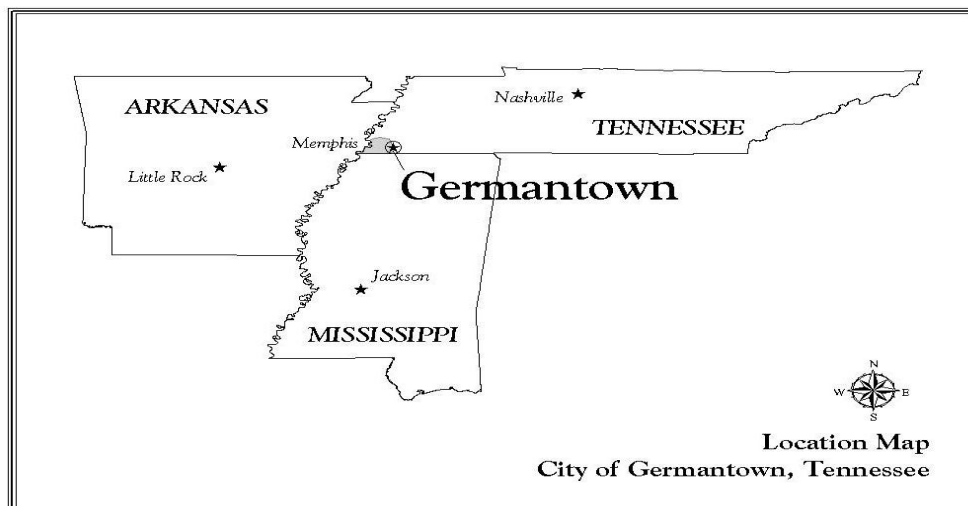 ARKANSAS
Nashville
TENNESSEE
Memphis
Little Rock
Germantown
Jackson
MISSISSIPPI
N
W E
S
Location Map
City of Germantown, Tennessee